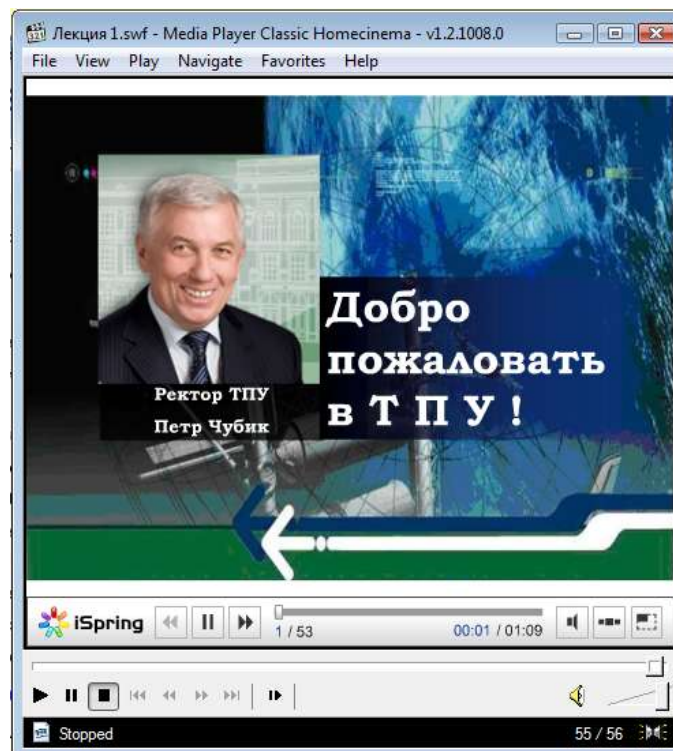 Лекция 1.swf - Media Player Classic Homecinema - v1.2.1008.0
File View Play Navigate Favorites Help
Добро
пожаловать
в Т П У !
Ректор ТПУ
Петр Чубик
iSpring
1 / 53
00:01 / 01:09
Stopped
55 / 56